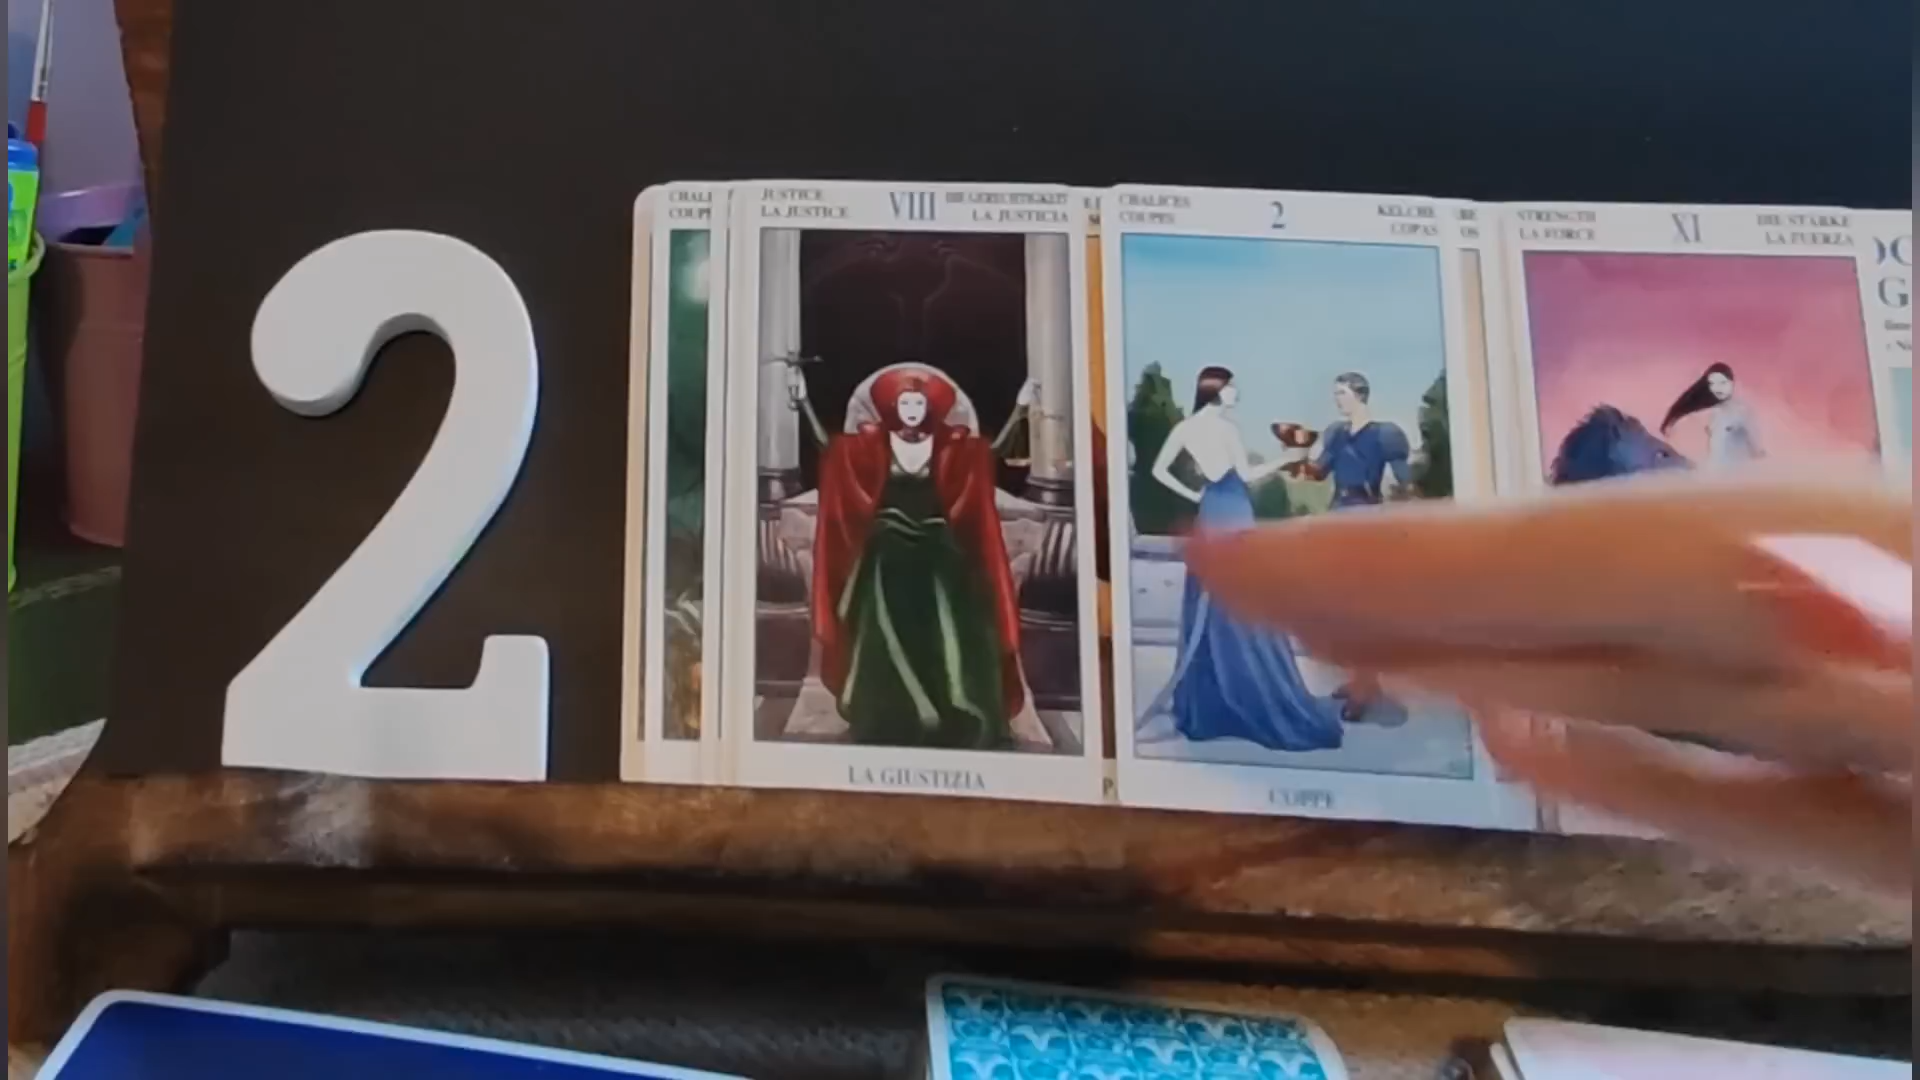 2
JUSTICE
LA JUSTICE
VIII
DIE GERECHTIGKEIT
LA JUSTICIA
LA GIUSTIZIA
CHALICES
COUPES
2
KELCHE
COPAS
COPPE
STRENGTH
LA FORCE
XI
DIE STARKE
LA FUERZA